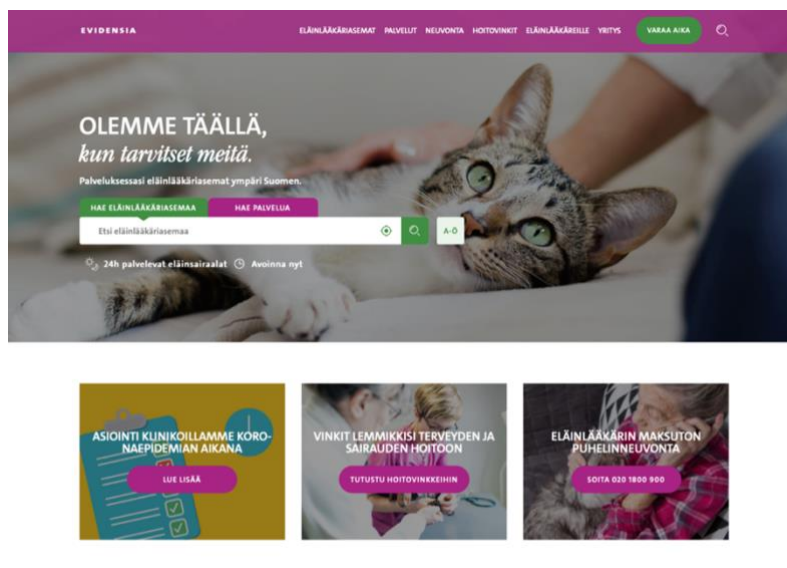 EVIDENSIA
ELÄINLÄÄKÄRIASEMAT PALVELUT NEUVONTA HOITOVINKIT ELÄINLÄÄKÄREILLE YRITYS VARAA AIKA
OLEMME TÄÄLLÄ,
kun tarvitset meitä.
Palveluksessasi eläinlääkäriasemat ympäri Suomen.
HAE ELÄINLÄÄKÄRIASEMAA HAE PALVELUA
Etsi eläinlääkäriasemaa A-Ö
24h palvelevat eläinsairaalat Avoinna nyt
ASIOINTI KLINIKOILLAMME KORO-
NAEPIDEMIAN AIKANA
LUE LISÄÄ
VINKIT LEMMIKKISI TERVEYDEN JA
SAIRAUDEN HOITOON
TUTUSTU HOITOVINKKEIHIN
ELÄINLÄÄKÄRIN MAKSUTON
PUHELINNEUVONTA
SOITA 020 1800 900